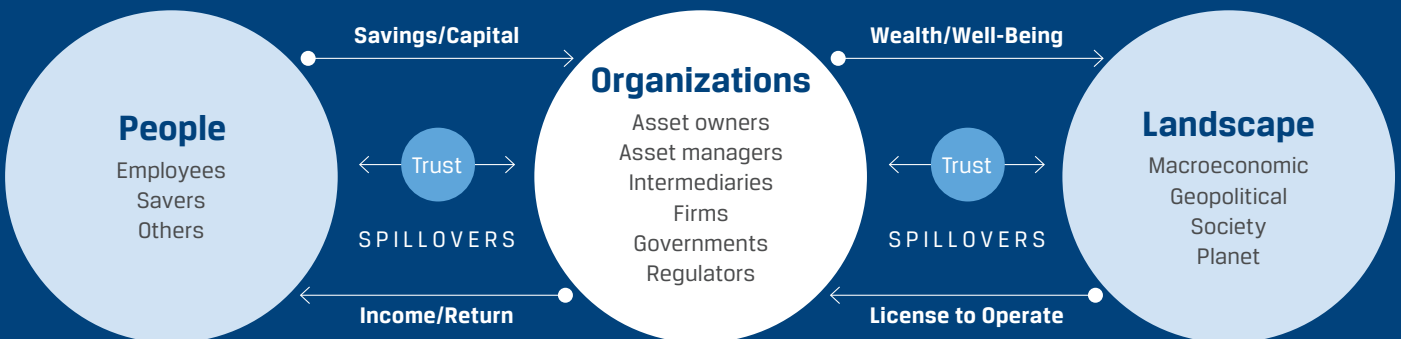 Savings/Capital
Wealth/Well-Being
People
Employees
Savers
Others
Trust
SPILLOVERS
Income/Return
Organizations
Asset owners
Asset managers
Intermediaries
Firms
Governments
Regulators
Trust
SPILLOVERS
License to Operate
Landscape
Macroeconomic
Geopolitical
Society
Planet